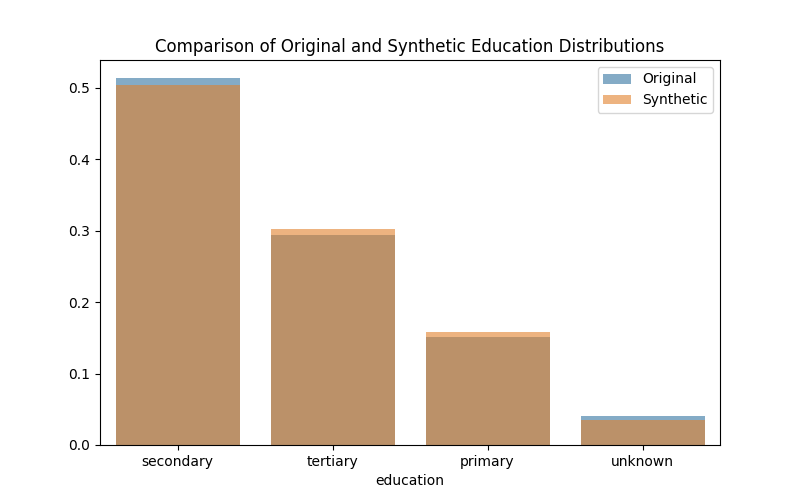 Comparison of Original and Synthetic Education Distributions
Original
Synthetic
0.5
0.4
0.3
0.2
0.1
0.0
secondary
tertiary
primary
unknown
education